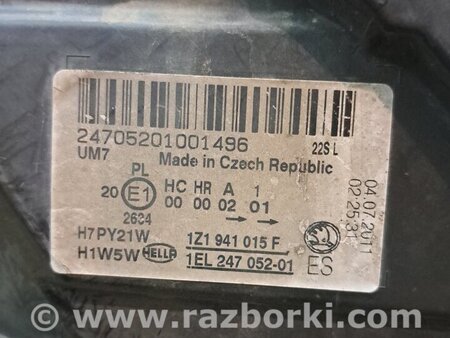 24705201001496
22S L
UM7
Made in Czech Republic
PL
20 E1 HC HR A 1
00 00 02 01
2634
H7PY21W
1Z1 941 015 F
H1W5W HELLA
1EL 247 052-01
ES
04.07.2011
02:25:31
www.razborki.com